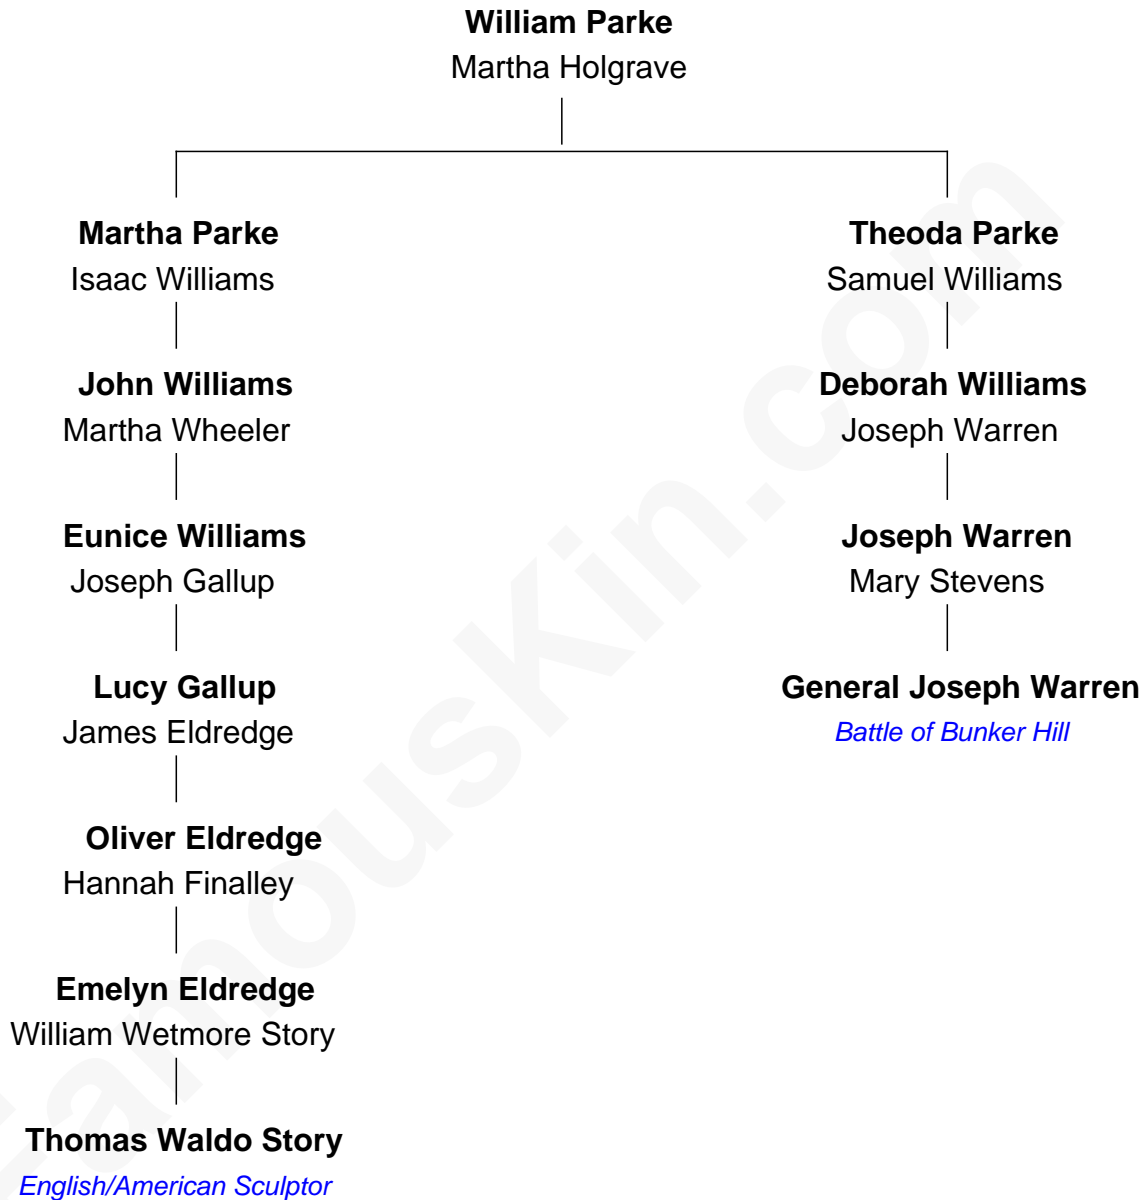 William Parke
Martha Holgrave
Martha Parke
Isaac Williams
Theoda Parke
Samuel Williams
John Williams
Martha Wheeler
Deborah Williams
Joseph Warren
Eunice Williams
Joseph Gallup
Joseph Warren
Mary Stevens
Lucy Gallup
James Eldredge
General Joseph Warren
Battle of Bunker Hill
Oliver Eldredge
Hannah Finalley
Emelyn Eldredge
William Wetmore Story
Thomas Waldo Story
English/American Sculptor
FamousKin.com